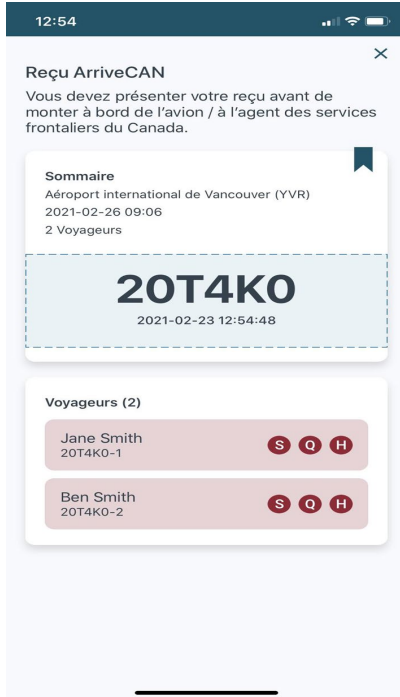 12:54
Reçu ArriveCAN
Vous devez présenter votre reçu avant de
monter à bord de l'avion / à l'agent des services
frontaliers du Canada.
Sommaire
Aéroport international de Vancouver (YVR)
2021-02-26 09:06
2 Voyageurs
20T4K0
2021-02-23 12:54:48
Voyageurs (2)
Jane Smith
20T4K0-1
S Q H
Ben Smith
20T4K0-2
S Q H